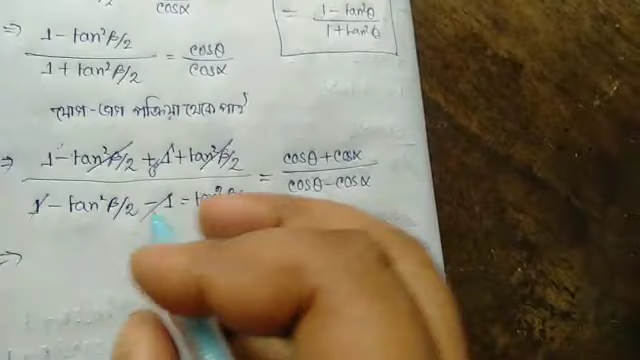 cosα
= 1 - tan²θ / 1 + tan²θ
⇒ 1 - tan²β/2 / 1 + tan²β/2 = cosθ / cosα
যোগ-ভাগ প্রক্রিয়া থেকে পাই
⇒ 1 - tan²β/2 + 1 + tan²β/2 / 1 - tan²β/2 - 1 - = cosθ + cosα / cosθ - cosα
⇒